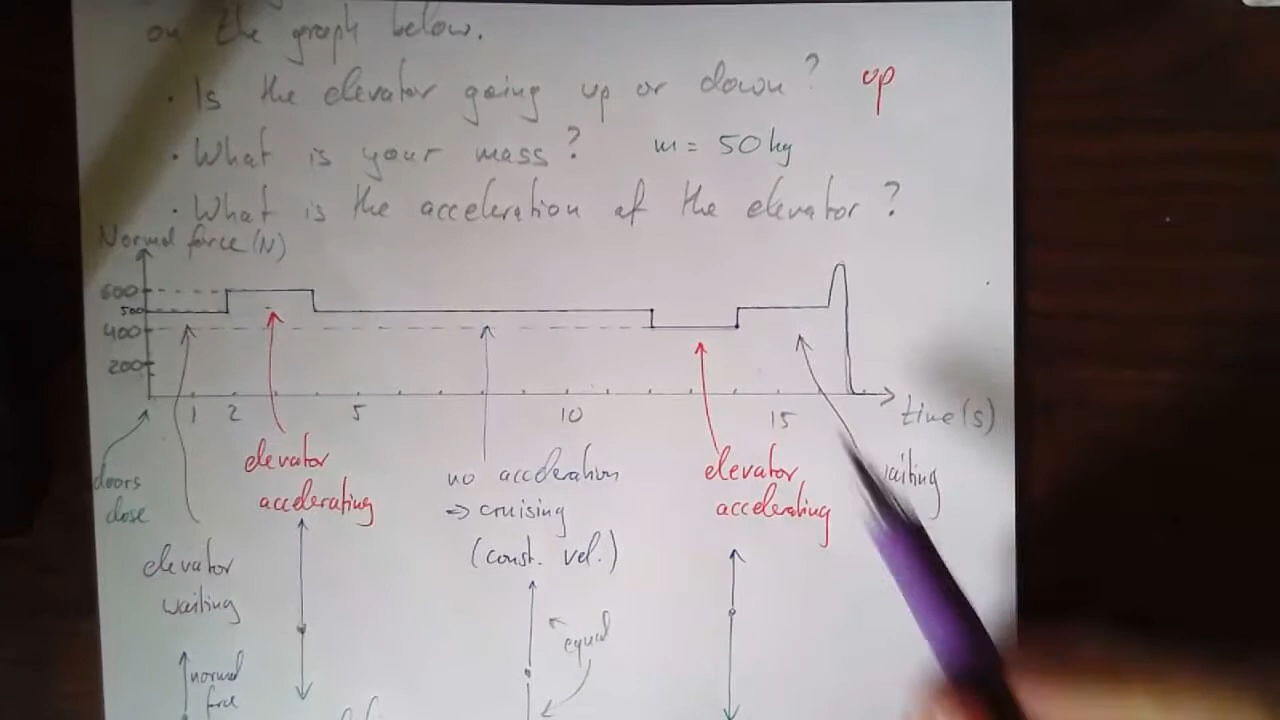 on the graph below.
· Is the elevator going up or down? up
· What is your mass? m = 50 kg
· What is the acceleration of the elevator?
Normal force (N)
600
500
400
200
1 2 5 10 15 time (s)
doors
close
elevator
accelerating
no acceleration
⇒ cruising
(const. vel.)
elevator
accelerating
waiting
elevator
waiting
equal
normal
force